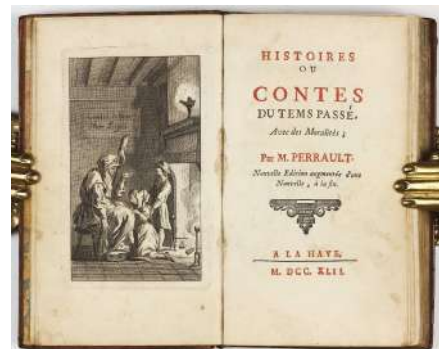 HISTOIRES
OU
CONTES
DU TEMS PASSÉ,
Avec des Moralités ;
Par M. PERRAULT.
Nouvelle Edition augmentée d'une
Nouvelle, à la fin.
A LA HAYE,
M. DCC. XLII.